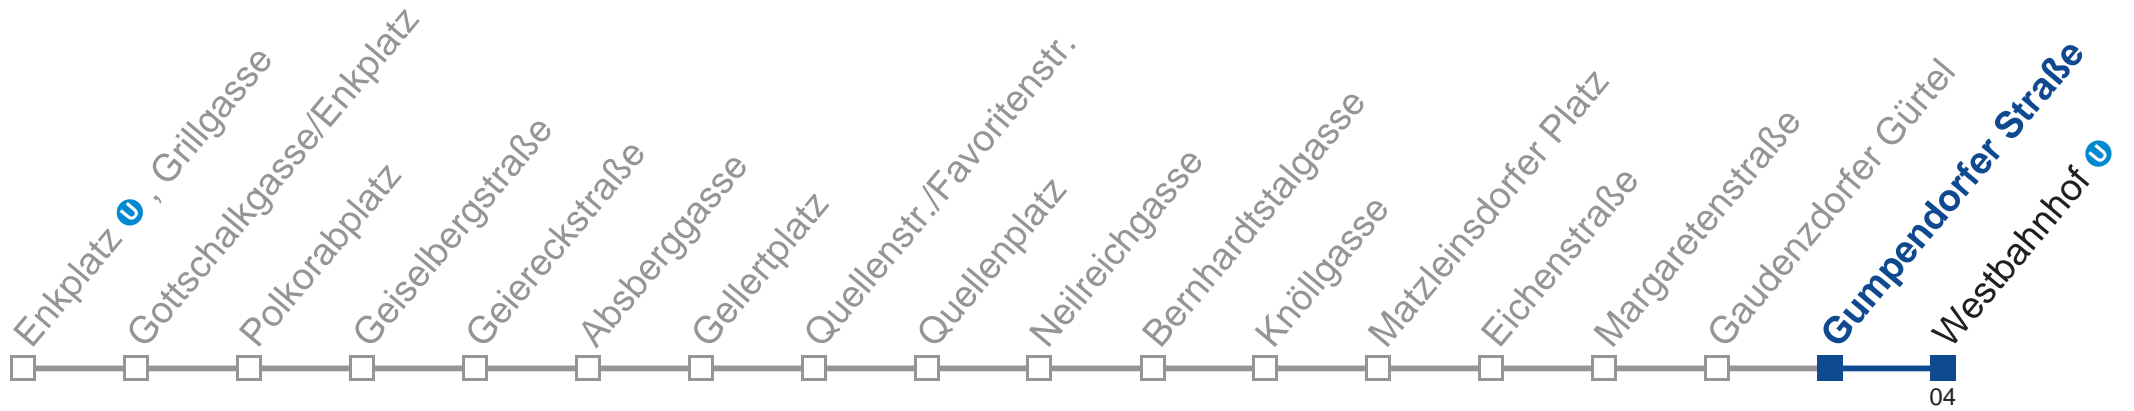 Enkplatz U , Grillgasse
Gottschalkgasse/Enkplatz
Polkorabplatz
Geiselbergstraße
Geiereckstraße
Absberggasse
Gellertplatz
Quellenstr./Favoritenstr.
Quellenplatz
Neilreichgasse
Bernhardtstalgasse
Knöllgasse
Matzleinsdorfer Platz
Eichenstraße
Margaretenstraße
Gaudenzdorfer Gürtel
Gumpendorfer Straße
Westbahnhof U
04